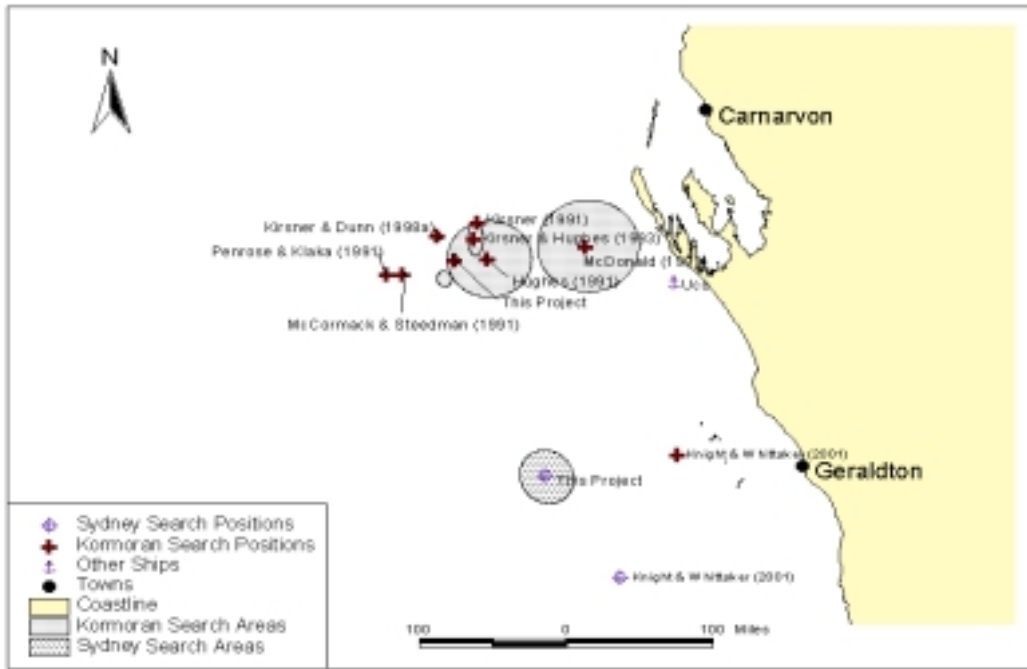 N
Carnarvon
Kirsner (1991)
Kirsner & Dunn (1998a)
Kirsner & Hughes (1993)
Penrose & Klaka (1991)
McDonald
Hughes (1991)
This Project
McCormack & Steedman (1991)
Knight & Whittaker (2001)
Geraldton
This Project
Sydney Search Positions
Kormoran Search Positions
Other Ships
Towns
Coastline
Kormoran Search Areas
Sydney Search Areas
Knight & Whittaker (2001)
100 0 100 Miles